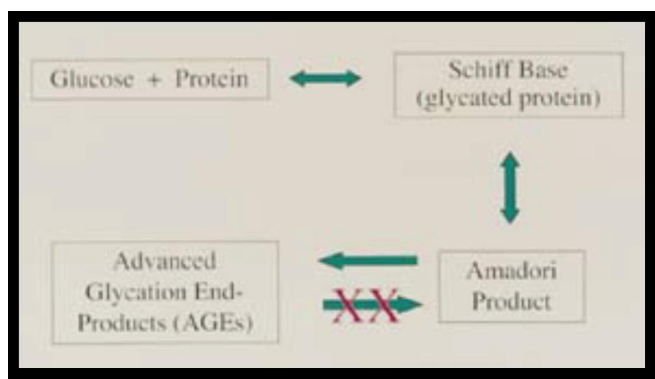 Glucose + Protein
Schiff Base
(glycated protein)
Amadori
Product
Advanced
Glycation End-
Products (AGEs)
XX